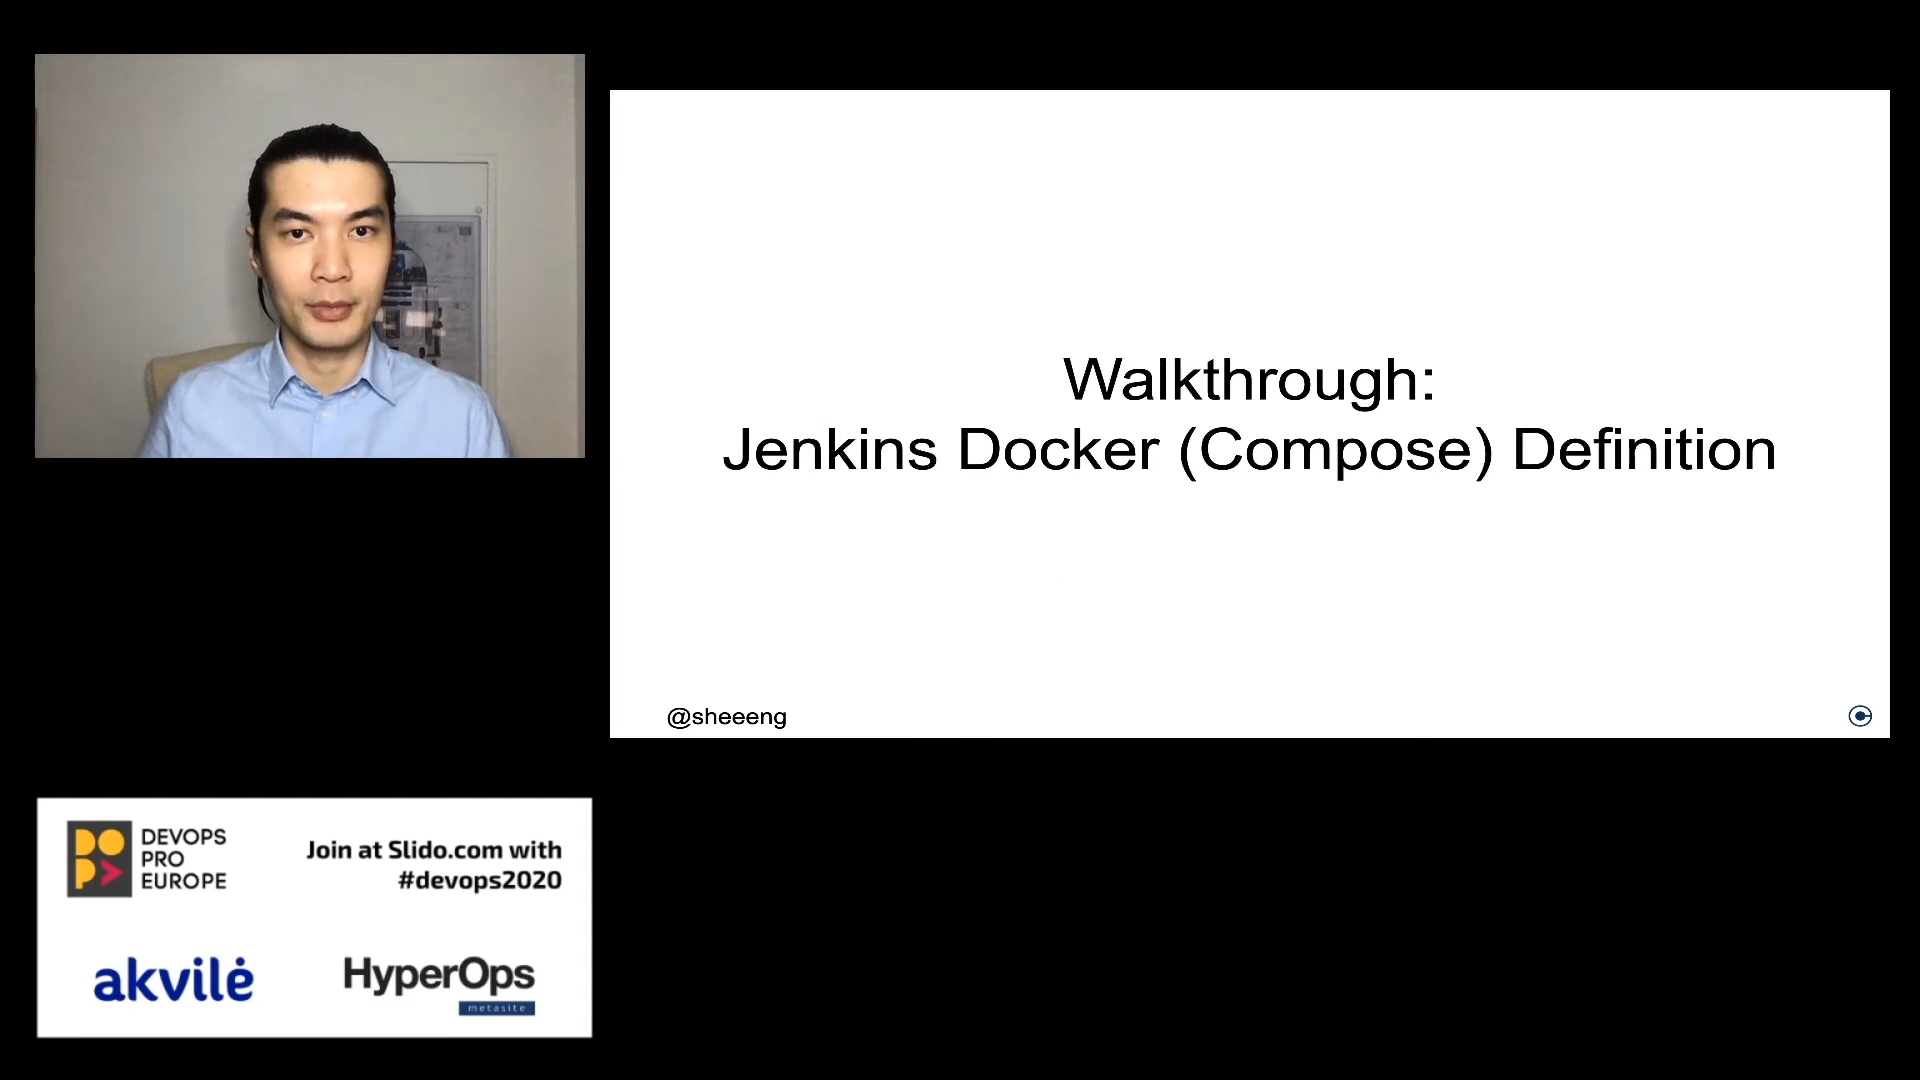 Walkthrough:
Jenkins Docker (Compose) Definition
@sheeeng
DEVOPS
PRO
EUROPE
Join at Slido.com with
#devops2020
akvilė
HyperOps
metasite